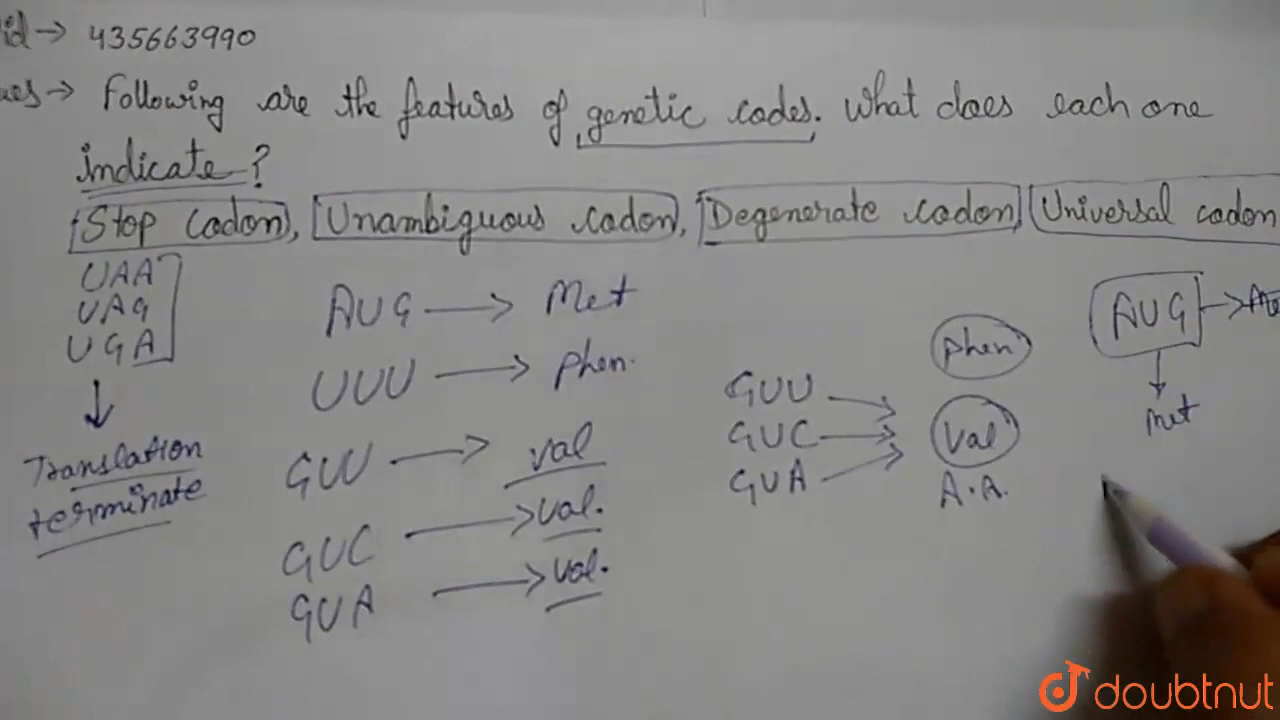 id → 435663990
ues → Following are the features of genetic codes. What does each one
indicate?
Stop Codon, Unambiguous codon, Degenerate codon, Universal codon
UAA
UAG
UGA
Translation
terminate
AUG → Met
UUU → Phen.
GUU → val
GUC → val.
GUA → val.
Phen
GUU
GUC → Val
GUA
A.A.
AUG →
Met
doubtnut